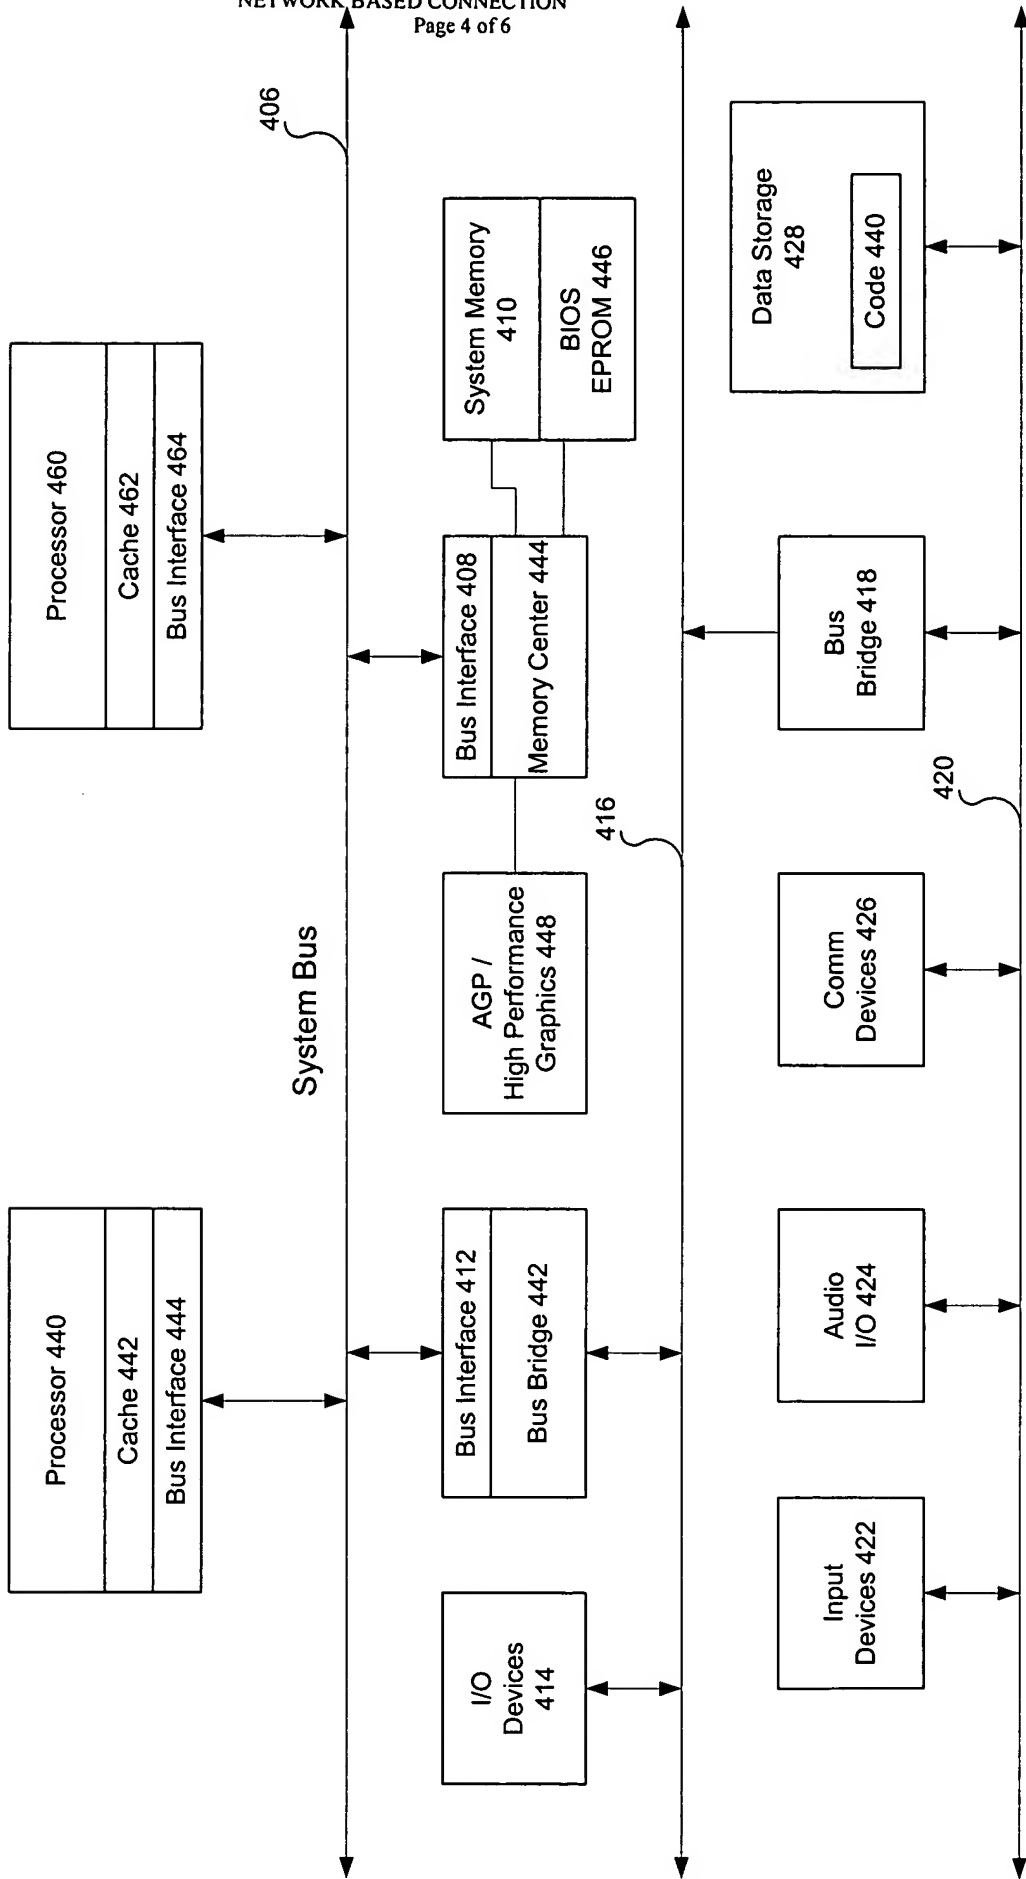 NETWORK BASED CONNECTION
Page 4 of 6
Processor 440
Cache 442
Bus Interface 444
Processor 460
Cache 462
Bus Interface 464
System Bus
406
I/O
Devices
414
Bus Interface 412
Bus Bridge 442
AGP /
High Performance
Graphics 448
Bus Interface 408
Memory Center 444
System Memory
410
BIOS
EPROM 446
416
Input
Devices 422
Audio
I/O 424
Comm
Devices 426
Bus
Bridge 418
Data Storage
428
Code 440
420